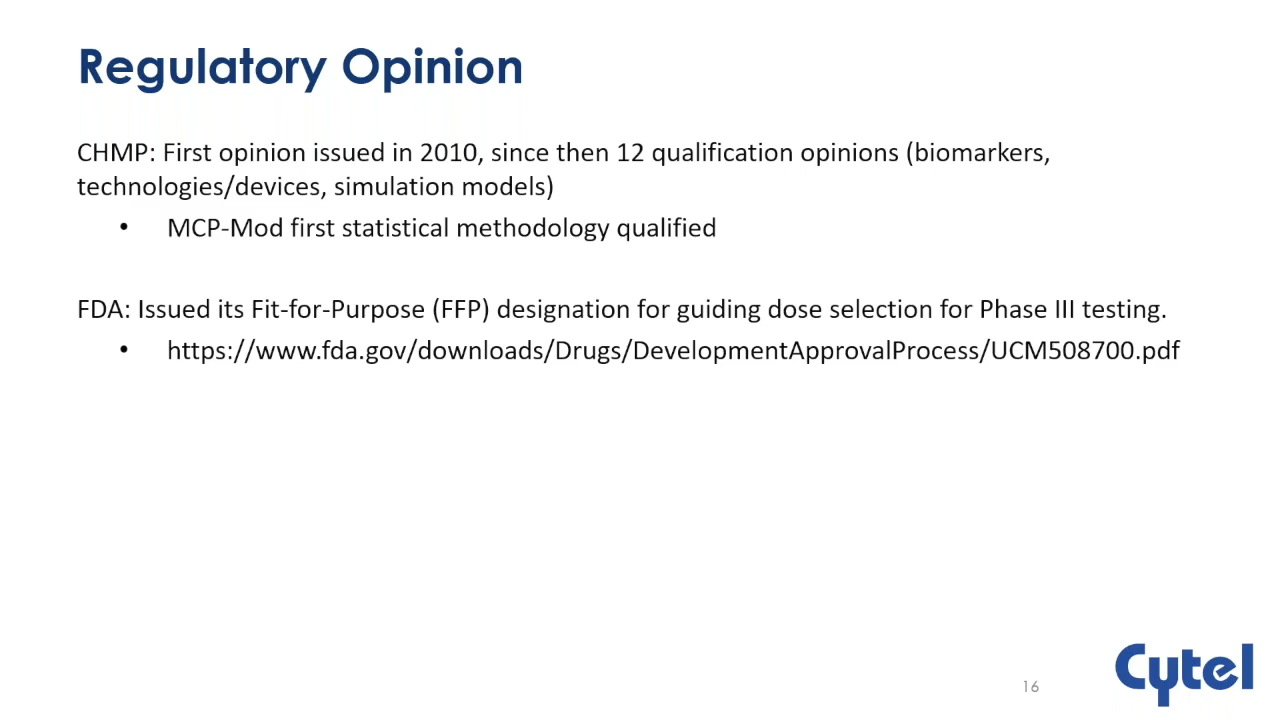 Regulatory Opinion
CHMP: First opinion issued in 2010, since then 12 qualification opinions (biomarkers,
technologies/devices, simulation models)
• MCP-Mod first statistical methodology qualified
FDA: Issued its Fit-for-Purpose (FFP) designation for guiding dose selection for Phase III testing.
• https://www.fda.gov/downloads/Drugs/DevelopmentApprovalProcess/UCM508700.pdf
16
Cytel